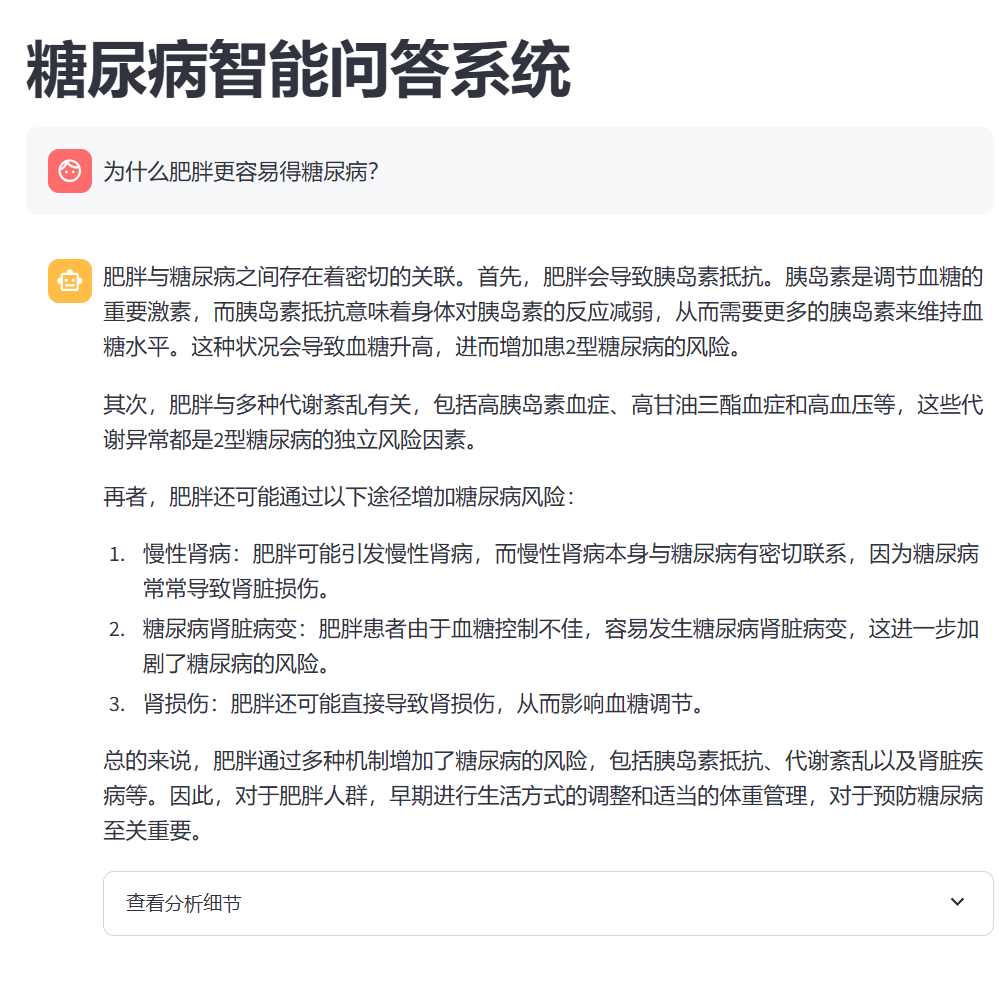 糖尿病智能问答系统
为什么肥胖更容易得糖尿病？
肥胖与糖尿病之间存在着密切的关联。首先，肥胖会导致胰岛素抵抗。胰岛素是调节血糖的
重要激素，而胰岛素抵抗意味着身体对胰岛素的反应减弱，从而需要更多的胰岛素来维持血
糖水平。这种状况会导致血糖升高，进而增加患2型糖尿病的风险。
其次，肥胖与多种代谢紊乱有关，包括高胰岛素血症、高甘油三酯血症和高血压等，这些代
谢异常都是2型糖尿病的独立风险因素。
再者，肥胖还可能通过以下途径增加糖尿病风险：
1. 慢性肾病：肥胖可能引发慢性肾病，而慢性肾病本身与糖尿病有密切联系，因为糖尿病
常常导致肾脏损伤。
2. 糖尿病肾脏病变：肥胖患者由于血糖控制不佳，容易发生糖尿病肾脏病变，这进一步加
剧了糖尿病的风险。
3. 肾损伤：肥胖还可能直接导致肾损伤，从而影响血糖调节。
总的来说，肥胖通过多种机制增加了糖尿病的风险，包括胰岛素抵抗、代谢紊乱以及肾脏疾
病等。因此，对于肥胖人群，早期进行生活方式的调整和适当的体重管理，对于预防糖尿病
至关重要。
查看分析细节